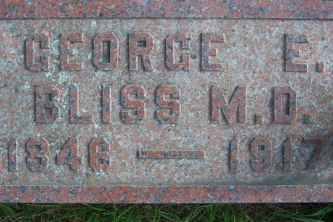 GEORGE E.
BLISS M.D.
1846 — 1917